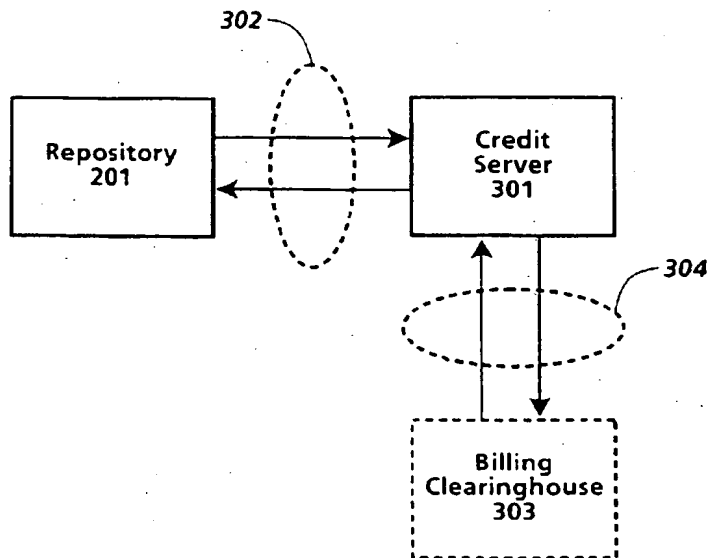 302
Repository
201
Credit
Server
301
304
Billing
Clearinghouse
303